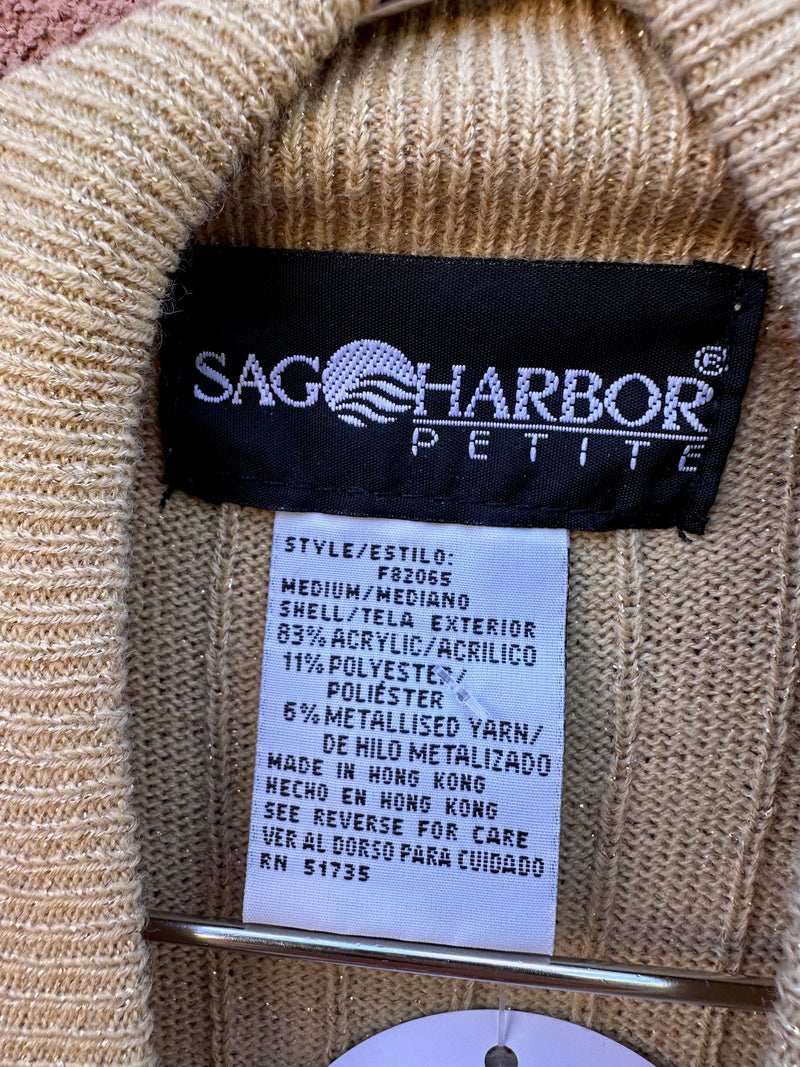 SAG HARBOR®
PETITE
STYLE/ESTILO:
F82065
MEDIUM/MEDIANO
SHELL/TELA EXTERIOR
83% ACRYLIC/ACRILICO
11% POLYESTER/
POLIÉSTER
6% METALLISED YARN/
DE HILO METALIZADO
MADE IN HONG KONG
HECHO EN HONG KONG
SEE REVERSE FOR CARE
VER AL DORSO PARA CUIDADO
RN 51735